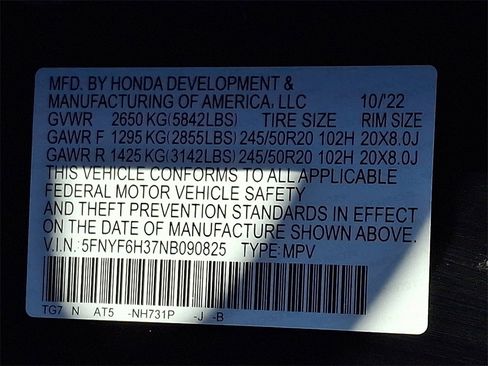 MFD. BY HONDA DEVELOPMENT &
MANUFACTURING OF AMERICA, LLC 10/'22
GVWR 2650 KG(5842LBS) TIRE SIZE RIM SIZE
GAWR F 1295 KG(2855LBS) 245/50R20 102H 20X8.0J
GAWR R 1425 KG(3142LBS) 245/50R20 102H 20X8.0J
THIS VEHICLE CONFORMS TO ALL APPLICABLE
FEDERAL MOTOR VEHICLE SAFETY
AND THEFT PREVENTION STANDARDS IN EFFECT
ON THE DATE OF MANUFACTURE SHOWN ABOVE.
V.I.N.: 5FNYF6H37NB090825 TYPE: MPV
TG7 N AT5 -NH731P -J -B